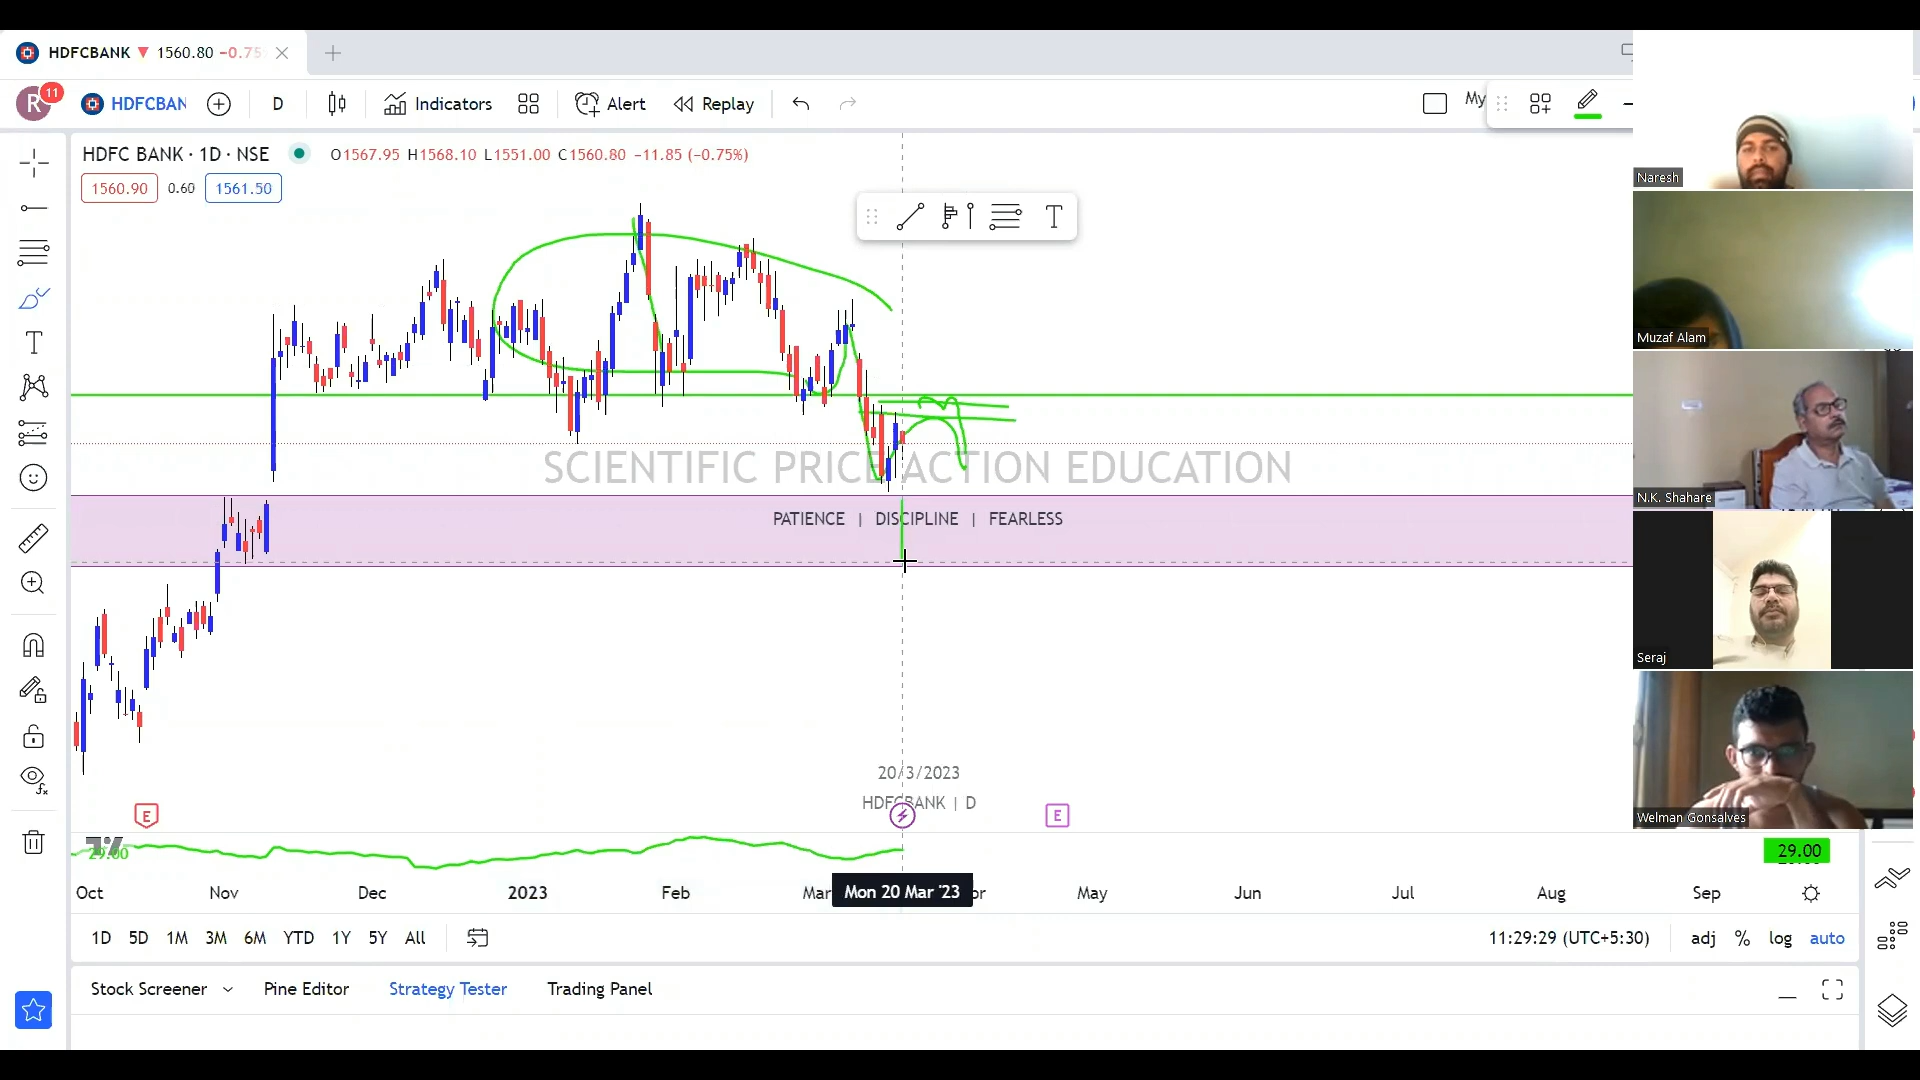 HDFCBANK 1560.80 −0.75
R 11 HDFCBAN D Indicators Alert Replay My
HDFC BANK · 1D · NSE O1567.95 H1568.10 L1551.00 C1560.80 −11.85 (−0.75%)
1560.90 0.60 1561.50
T
T
Naresh
Muzaf Alam
N.K. Shahare
Seraj
Welman Gonsalves
SCIENTIFIC PRICE ACTION EDUCATION
PATIENCE | DISCIPLINE | FEARLESS
20/3/2023
HDFCBANK | D
E E
29.00 29.00
Oct Nov Dec 2023 Feb Mar Mon 20 Mar '23 May Jun Jul Aug Sep
1D 5D 1M 3M 6M YTD 1Y 5Y All 11:29:29 (UTC+5:30) adj % log auto
Stock Screener Pine Editor Strategy Tester Trading Panel